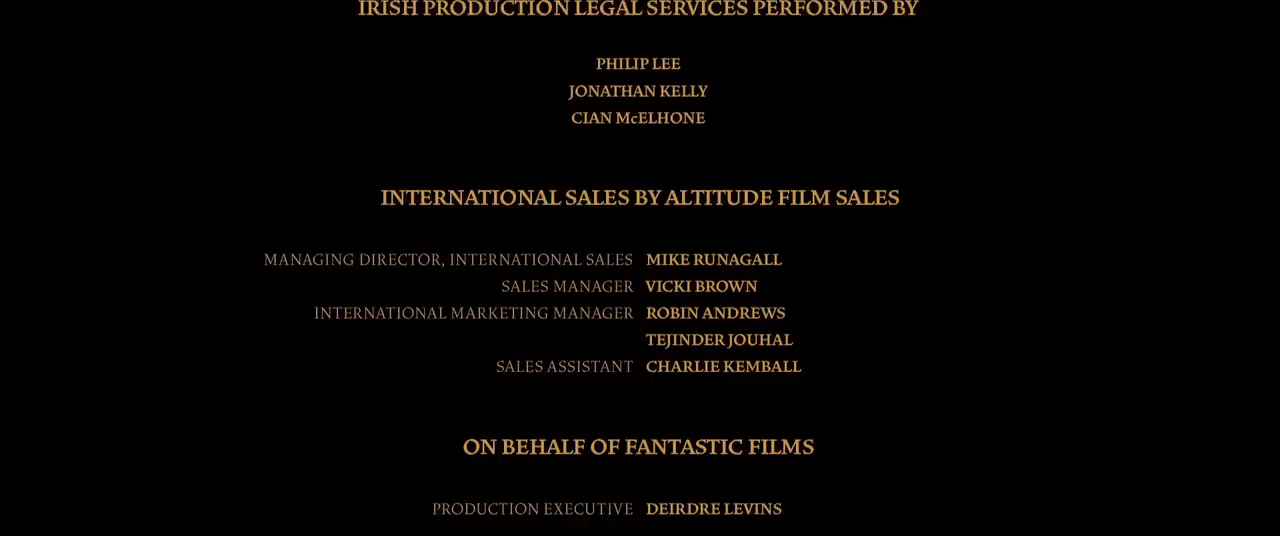 IRISH PRODUCTION LEGAL SERVICES PERFORMED BY
PHILIP LEE
JONATHAN KELLY
CIAN McELHONE
INTERNATIONAL SALES BY ALTITUDE FILM SALES
MANAGING DIRECTOR, INTERNATIONAL SALES MIKE RUNAGALL
SALES MANAGER VICKI BROWN
INTERNATIONAL MARKETING MANAGER ROBIN ANDREWS
TEJINDER JOUHAL
SALES ASSISTANT CHARLIE KEMBALL
ON BEHALF OF FANTASTIC FILMS
PRODUCTION EXECUTIVE DEIRDRE LEVINS